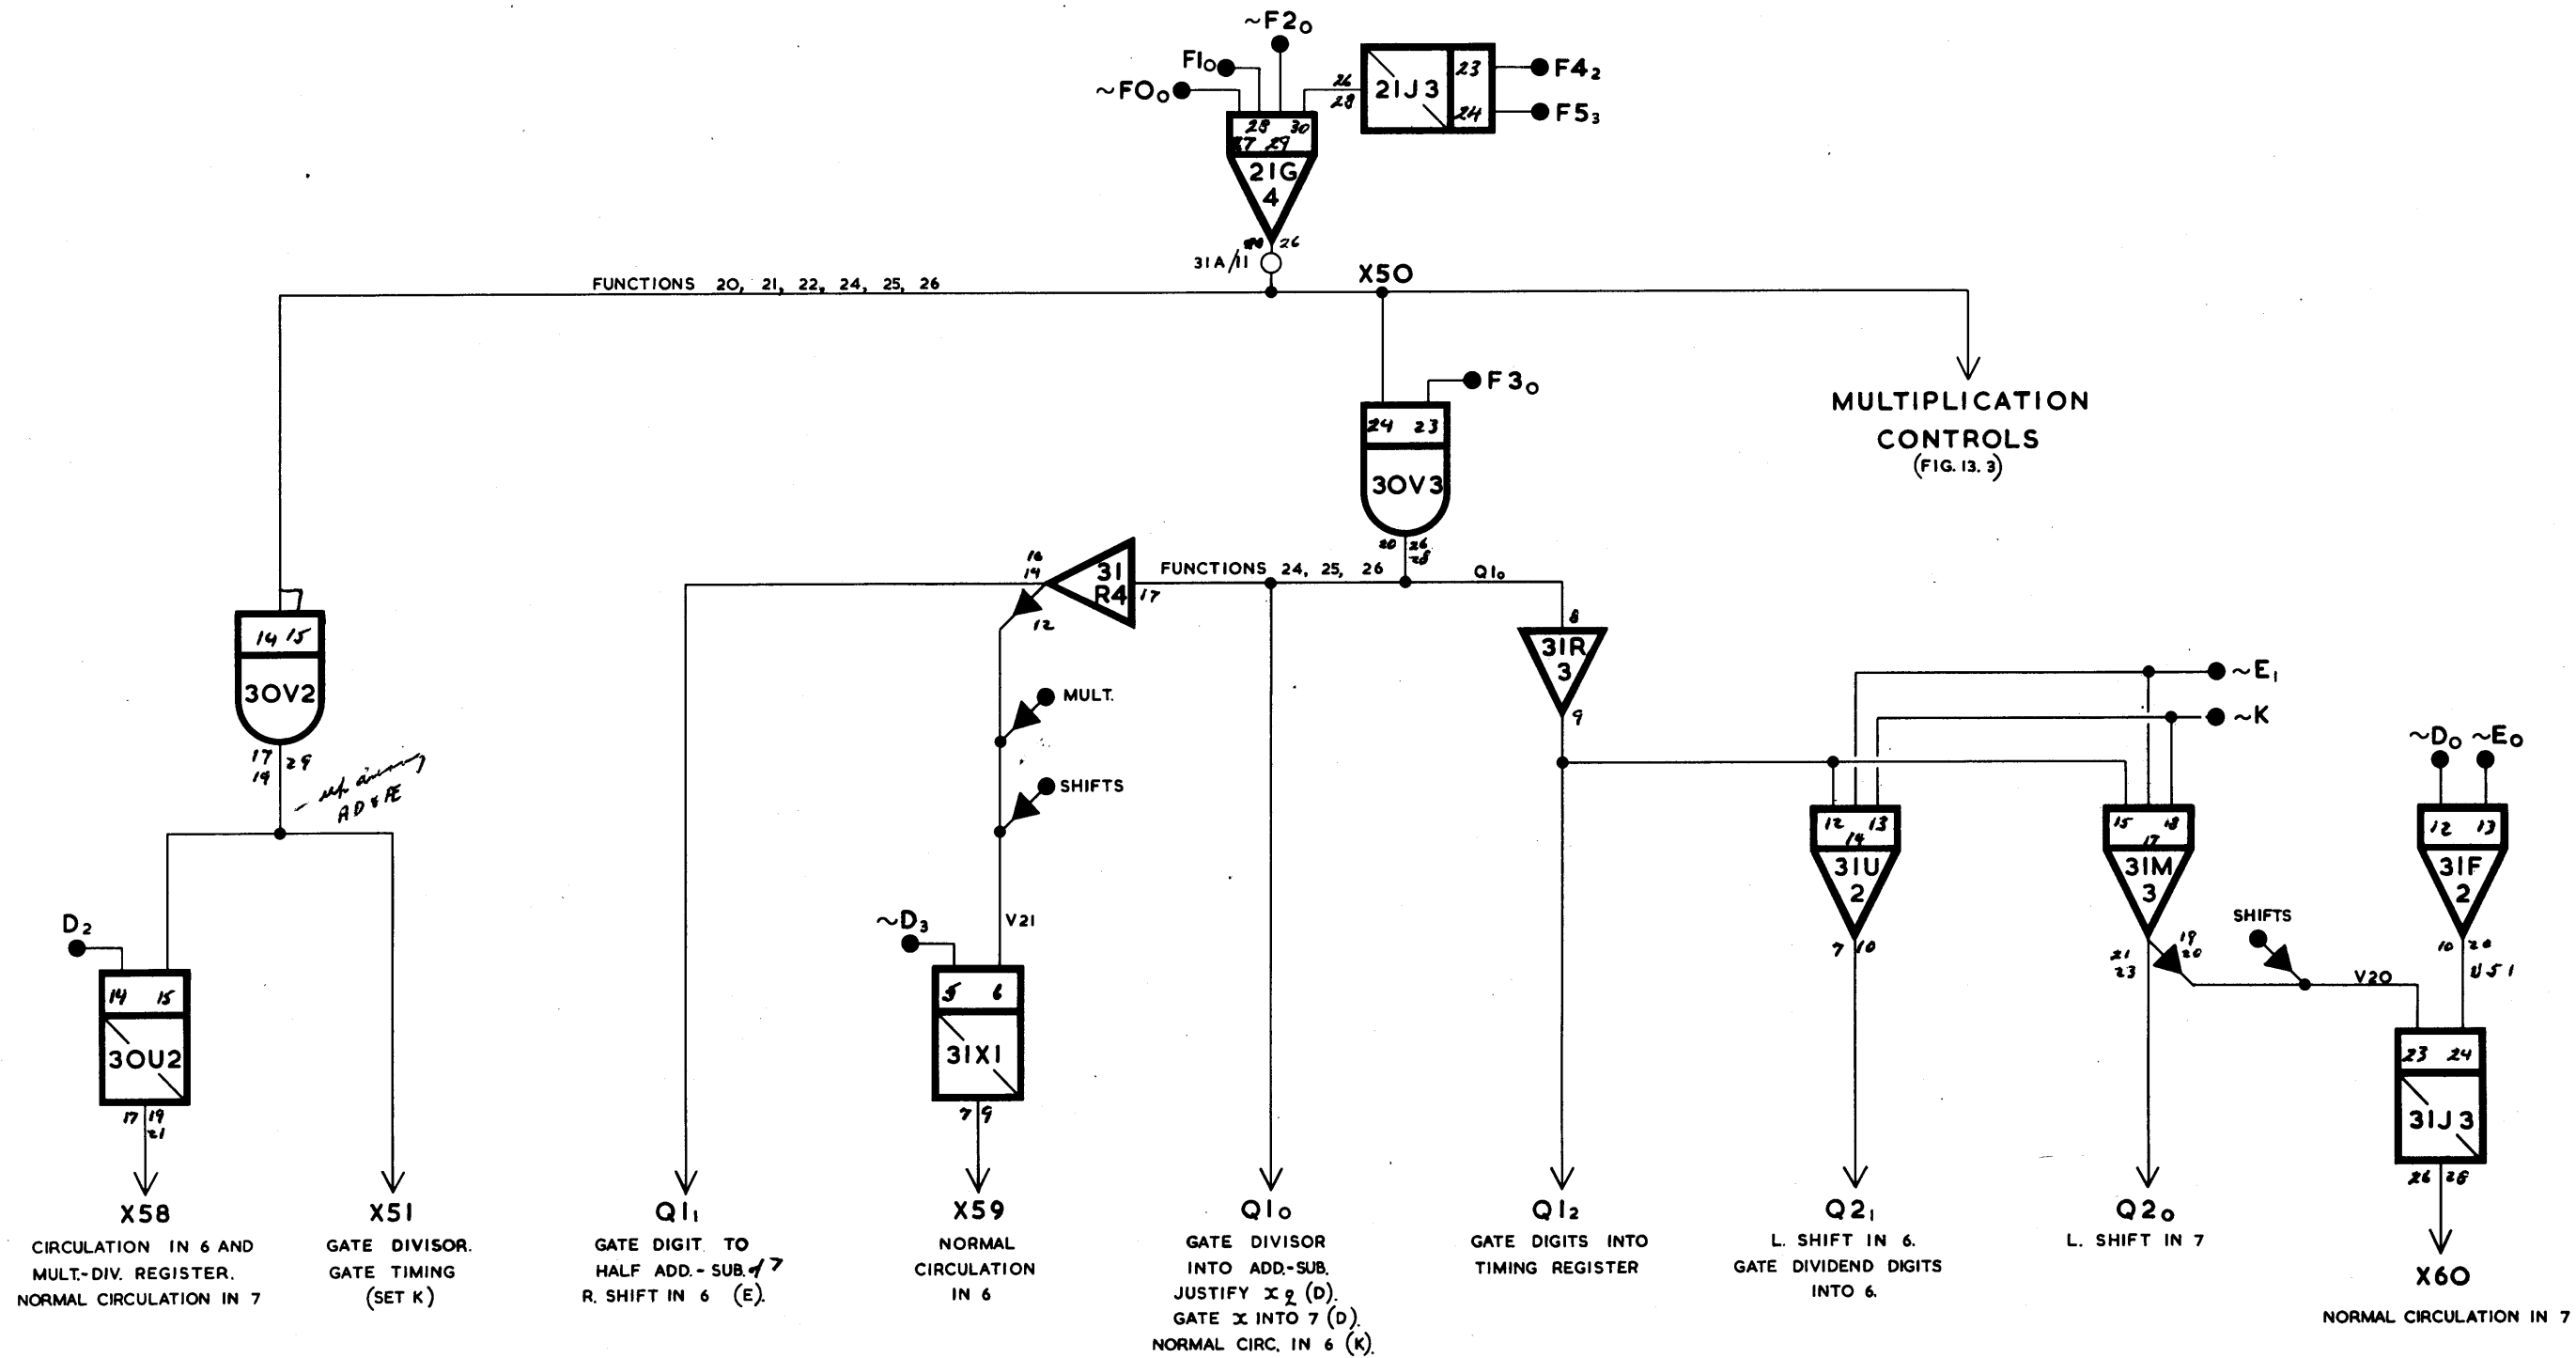 ~F2₀
F1₀
~F0₀
26
28
21J3
23
24
F4₂
F5₃
28 30
27 29
21G
4
26
31A/11
FUNCTIONS 20, 21, 22, 24, 25, 26
X50
F3₀
24 23
30V3
20 26
28
MULTIPLICATION
CONTROLS
(FIG. 13. 3)
16
14
31
R4
17
12
FUNCTIONS 24, 25, 26
Q1₀
8
31R
3
9
14 15
30V2
17 29
19
AD & PE
MULT.
SHIFTS
V21
~E₁
~K
~D₀ ~E₀
12 13
14
31U
2
7 10
15 18
17
31M
3
19
20
21
23
12 13
31F
2
10 20
V51
SHIFTS
V20
D₂
14 15
30U2
17 19
21
~D₃
5 6
31X1
7 9
23 24
31J3
26 28
X58
CIRCULATION IN 6 AND
MULT.-DIV. REGISTER.
NORMAL CIRCULATION IN 7
X51
GATE DIVISOR.
GATE TIMING
(SET K)
Q1₁
GATE DIGIT TO
HALF ADD.-SUB. of 7
R. SHIFT IN 6 (E).
X59
NORMAL
CIRCULATION
IN 6
Q1₀
GATE DIVISOR
INTO ADD.-SUB.
JUSTIFY x q (D).
GATE x INTO 7 (D).
NORMAL CIRC. IN 6 (K).
Q1₂
GATE DIGITS INTO
TIMING REGISTER
Q2₁
L. SHIFT IN 6.
GATE DIVIDEND DIGITS
INTO 6.
Q2₀
L. SHIFT IN 7
X60
NORMAL CIRCULATION IN 7